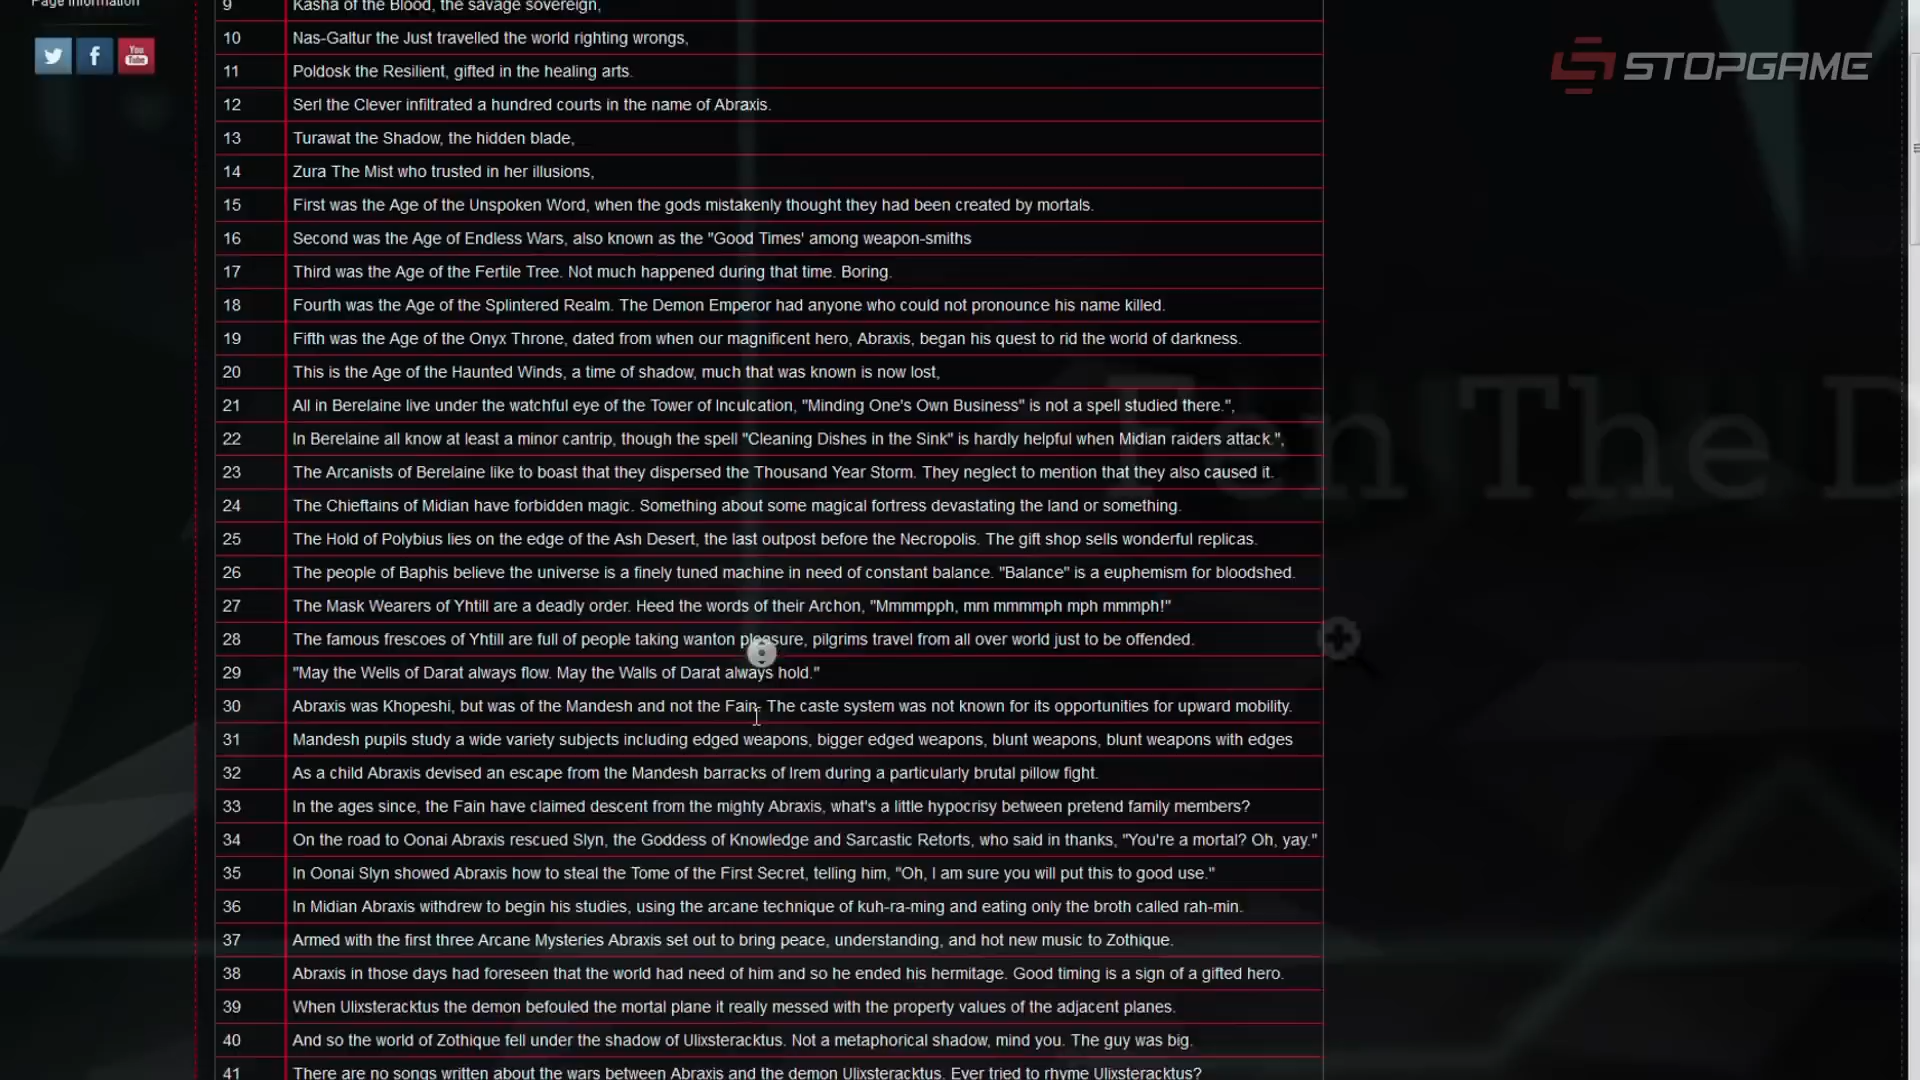 Page Information
You
Tube
STOPGAME
9 Kasha of the Blood, the savage sovereign,
10 Nas-Galtur the Just travelled the world righting wrongs,
11 Poldosk the Resilient, gifted in the healing arts.
12 Serl the Clever infiltrated a hundred courts in the name of Abraxis.
13 Turawat the Shadow, the hidden blade,
14 Zura The Mist who trusted in her illusions,
15 First was the Age of the Unspoken Word, when the gods mistakenly thought they had been created by mortals.
16 Second was the Age of Endless Wars, also known as the "Good Times' among weapon-smiths
17 Third was the Age of the Fertile Tree. Not much happened during that time. Boring.
18 Fourth was the Age of the Splintered Realm. The Demon Emperor had anyone who could not pronounce his name killed.
19 Fifth was the Age of the Onyx Throne, dated from when our magnificent hero, Abraxis, began his quest to rid the world of darkness.
20 This is the Age of the Haunted Winds, a time of shadow, much that was known is now lost,
21 All in Berelaine live under the watchful eye of the Tower of Inculcation, "Minding One's Own Business" is not a spell studied there.",
22 In Berelaine all know at least a minor cantrip, though the spell "Cleaning Dishes in the Sink" is hardly helpful when Midian raiders attack.",
23 The Arcanists of Berelaine like to boast that they dispersed the Thousand Year Storm. They neglect to mention that they also caused it.
24 The Chieftains of Midian have forbidden magic. Something about some magical fortress devastating the land or something.
25 The Hold of Polybius lies on the edge of the Ash Desert, the last outpost before the Necropolis. The gift shop sells wonderful replicas.
26 The people of Baphis believe the universe is a finely tuned machine in need of constant balance. "Balance" is a euphemism for bloodshed.
27 The Mask Wearers of Yhtill are a deadly order. Heed the words of their Archon, "Mmmmpph, mm mmmmph mph mmmph!"
28 The famous frescoes of Yhtill are full of people taking wanton pleasure, pilgrims travel from all over world just to be offended.
29 "May the Wells of Darat always flow. May the Walls of Darat always hold."
30 Abraxis was Khopeshi, but was of the Mandesh and not the Fain. The caste system was not known for its opportunities for upward mobility.
31 Mandesh pupils study a wide variety subjects including edged weapons, bigger edged weapons, blunt weapons, blunt weapons with edges
32 As a child Abraxis devised an escape from the Mandesh barracks of Irem during a particularly brutal pillow fight.
33 In the ages since, the Fain have claimed descent from the mighty Abraxis, what's a little hypocrisy between pretend family members?
34 On the road to Oonai Abraxis rescued Slyn, the Goddess of Knowledge and Sarcastic Retorts, who said in thanks, "You're a mortal? Oh, yay."
35 In Oonai Slyn showed Abraxis how to steal the Tome of the First Secret, telling him, "Oh, I am sure you will put this to good use."
36 In Midian Abraxis withdrew to begin his studies, using the arcane technique of kuh-ra-ming and eating only the broth called rah-min.
37 Armed with the first three Arcane Mysteries Abraxis set out to bring peace, understanding, and hot new music to Zothique.
38 Abraxis in those days had foreseen that the world had need of him and so he ended his hermitage. Good timing is a sign of a gifted hero.
39 When Ulixsteracktus the demon befouled the mortal plane it really messed with the property values of the adjacent planes.
40 And so the world of Zothique fell under the shadow of Ulixsteracktus. Not a metaphorical shadow, mind you. The guy was big.
41 There are no songs written about the wars between Abraxis and the demon Ulixsteracktus. Ever tried to rhyme Ulixsteracktus?
The